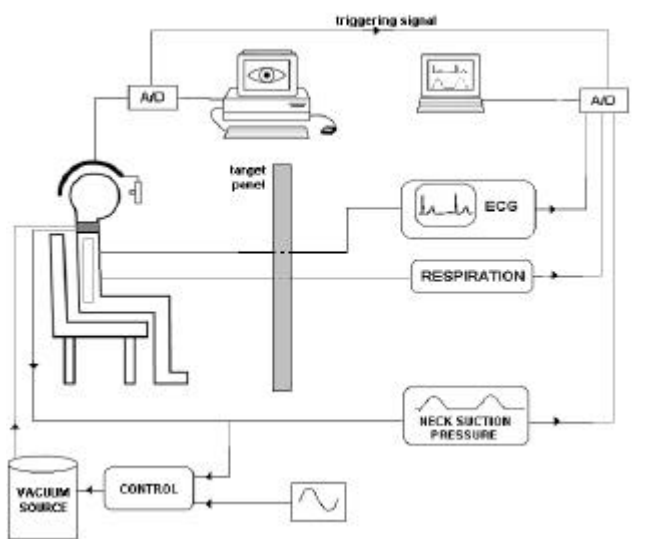 triggering signal
A/D
A/D
target
panel
ECG
RESPIRATION
NECK SUCTION
PRESSURE
VACUUM
SOURCE
CONTROL